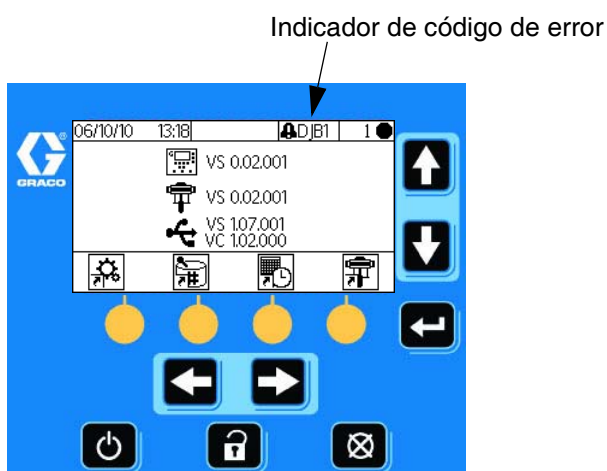 Indicador de código de error
06/10/10 13:18 DJB1 1
GRACO
VS 0.02.001
VS 0.02.001
VS 1.07.001
VC 1.02.000